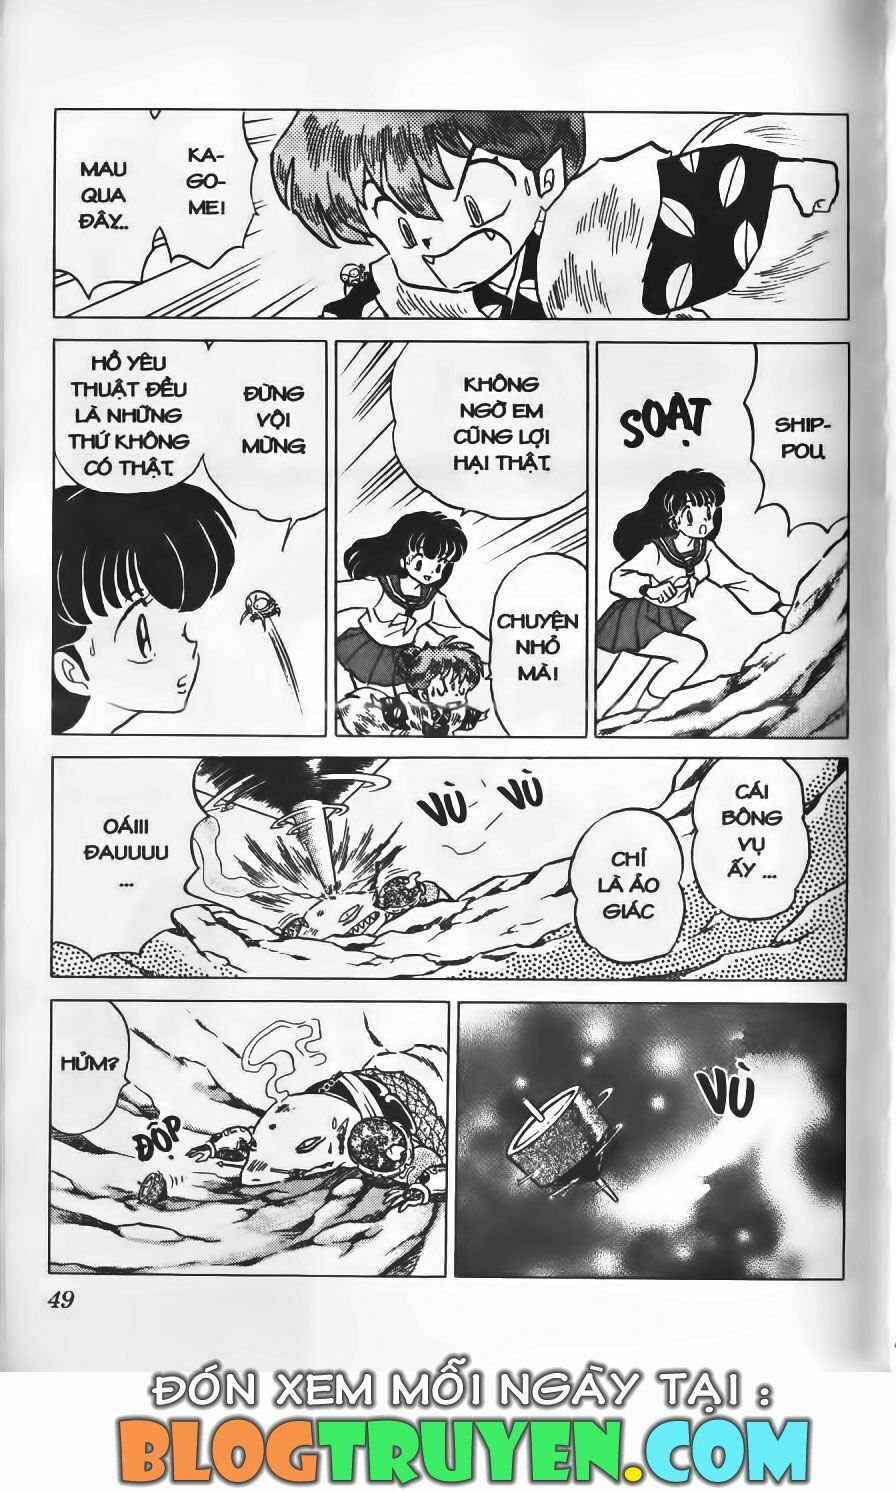 KA-
GO-
ME!
MAU
QUA
ĐÂY...
SHIP-
POU.
SOẠT
KHÔNG
NGỜ EM
CŨNG LỢI
HẠI THẬT.
CHUYỆN
NHỎ
MÀ!
ĐỪNG
VỘI
MỪNG.
HỒ YÊU
THUẬT ĐỀU
LÀ NHỮNG
THỨ KHÔNG
CÓ THẬT.
CÁI
BÔNG
VỤ
ẤY ...
CHỈ
LÀ ẢO
GIÁC
VÙ
VÙ
OÁIII
ĐAUUUU
...
VÙ
HỬM?
ĐỘP
49
ĐÓN XEM MỖI NGÀY TẠI :
BLOGTRUYEN.COM